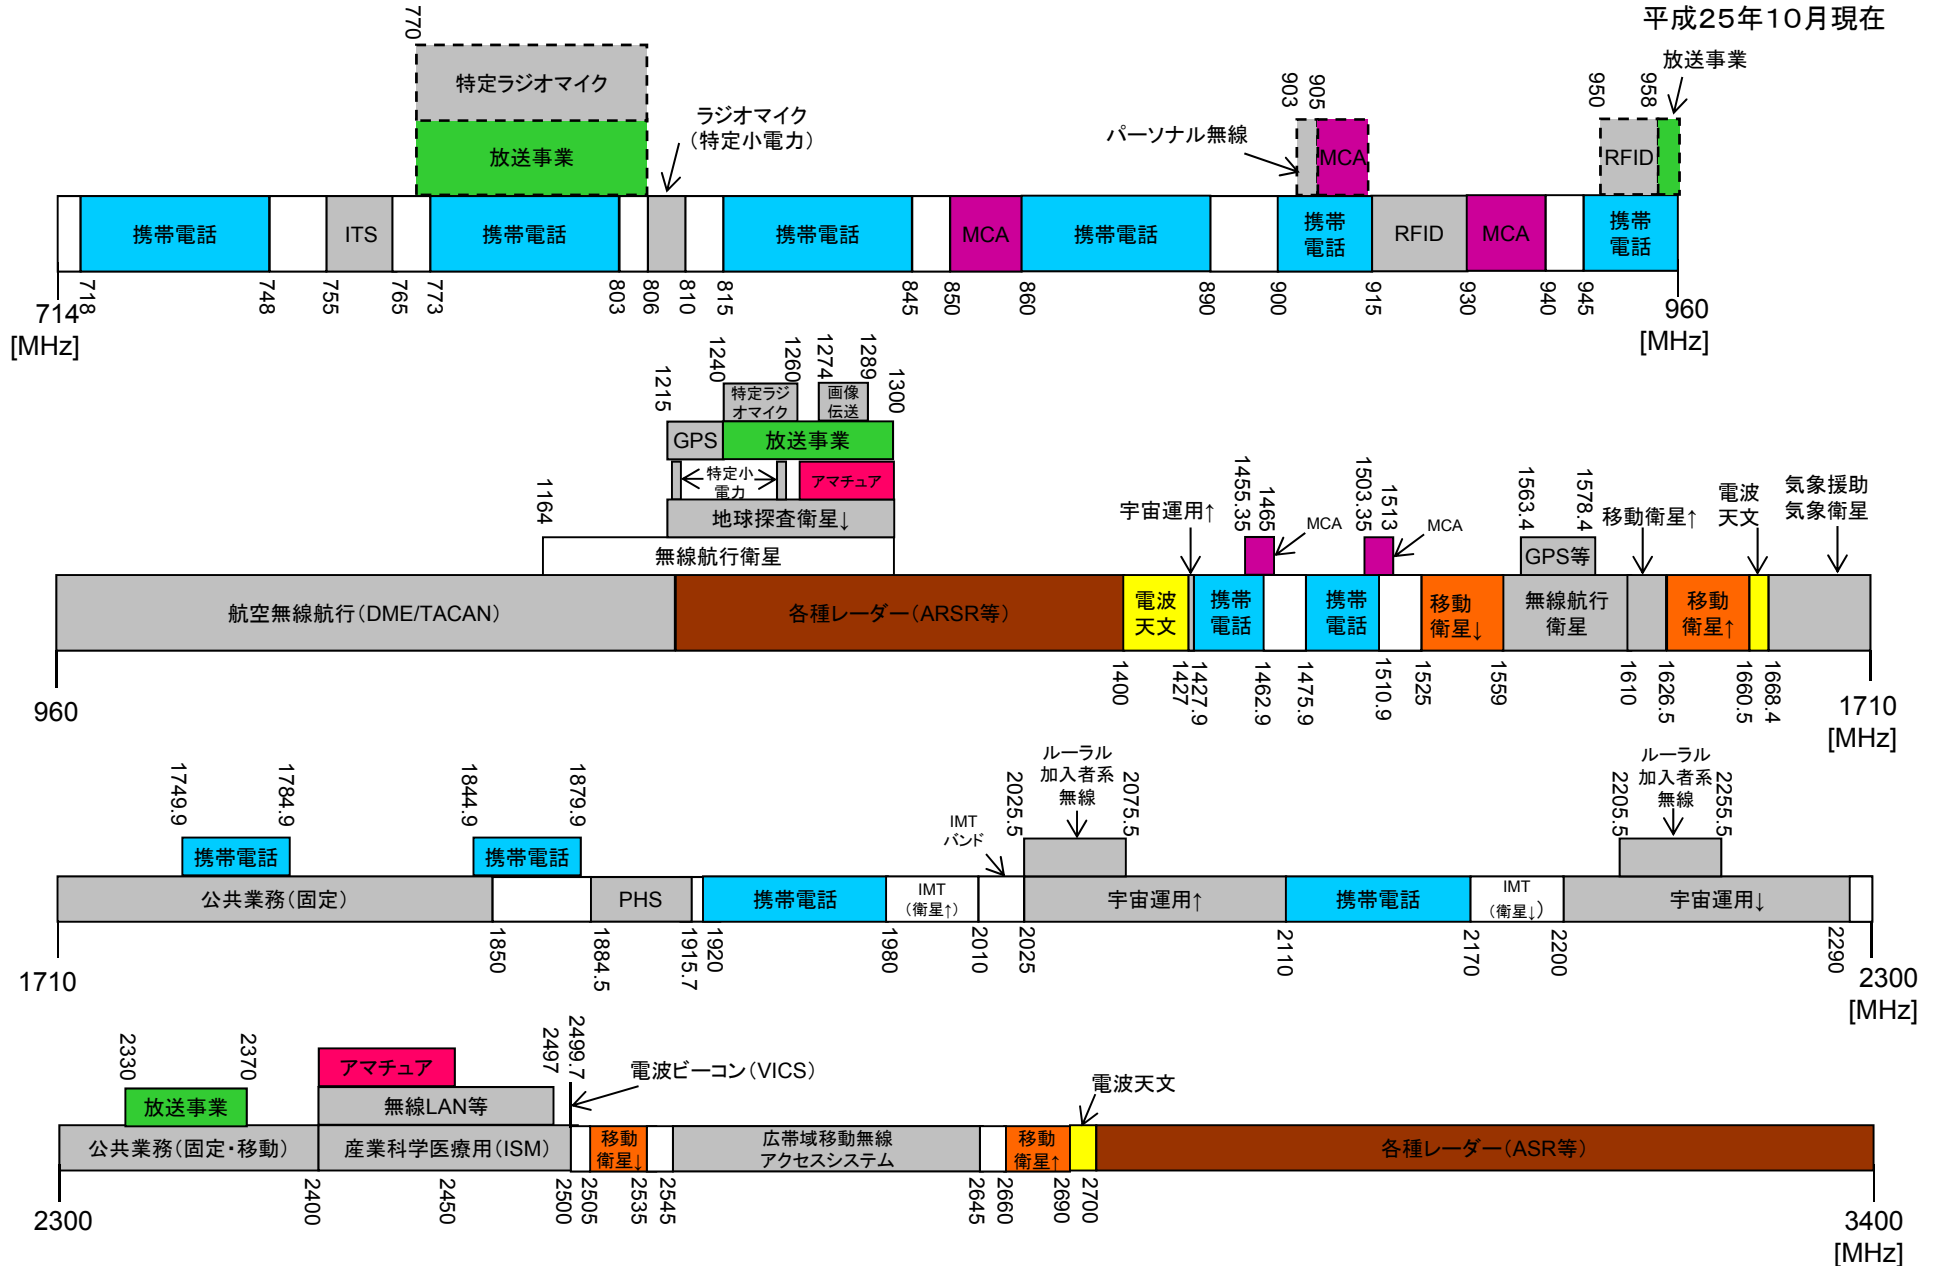 平成25年10月現在
770
特定ラジオマイク
放送事業
ラジオマイク
(特定小電力)
パーソナル無線
903
905
MCA
950
958
放送事業
RFID
携帯電話
ITS
携帯電話
携帯電話
MCA
携帯電話
携帯
電話
RFID
MCA
携帯
電話
714
[MHz]
718
748
755
765
773
803
806
810
815
845
850
860
890
900
915
930
940
945
960
[MHz]
1164
1215
1240
1260
1274
1289
1300
特定ラジ
オマイク
画像
伝送
GPS
放送事業
特定小
電力
アマチュア
地球探査衛星↓
無線航行衛星
宇宙運用↑
1455.35
1465
MCA
1503.35
1513
MCA
1563.4
1578.4
GPS等
移動衛星↑
電波
天文
気象援助
気象衛星
航空無線航行(DME/TACAN)
各種レーダー(ARSR等)
電波
天文
携帯
電話
携帯
電話
移動
衛星↓
無線航行
衛星
移動
衛星↑
960
1400
1427
1427.9
1462.9
1475.9
1510.9
1525
1559
1610
1626.5
1660.5
1668.4
1710
[MHz]
1749.9
1784.9
1844.9
1879.9
携帯電話
携帯電話
IMT
バンド
2025.5
ルーラル
加入者系
無線
2075.5
2205.5
ルーラル
加入者系
無線
2255.5
公共業務(固定)
PHS
携帯電話
IMT
(衛星↑)
宇宙運用↑
携帯電話
IMT
(衛星↓)
宇宙運用↓
1710
1850
1884.5
1915.7
1920
1980
2010
2025
2110
2170
2200
2290
2300
[MHz]
2330
2370
放送事業
アマチュア
無線LAN等
2497
2499.7
電波ビーコン(VICS)
電波天文
公共業務(固定・移動)
産業科学医療用(ISM)
移動
衛星↓
広帯域移動無線
アクセスシステム
移動
衛星↑
各種レーダー(ASR等)
2300
2400
2450
2500
2505
2535
2545
2645
2660
2690
2700
3400
[MHz]